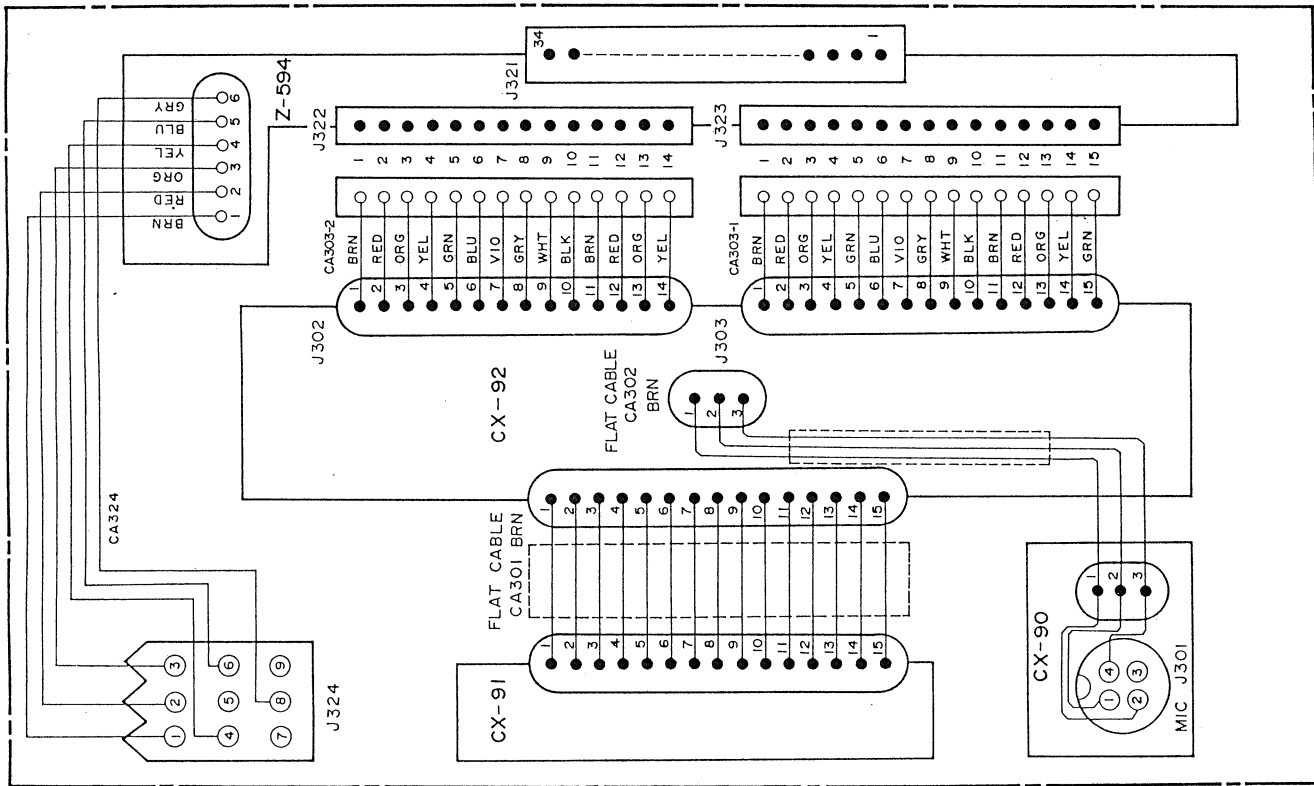 34
1
J321
6
5
4
3
2
1
GRY
BLU
YEL
ORG
RED
BRN
Z-594
J322
1 2 3 4 5 6 7 8 9 10 11 12 13 14
J323
1 2 3 4 5 6 7 8 9 10 11 12 13 14 15
CA303-2
BRN RED ORG YEL GRN BLU VIO GRY WHT BLK BRN RED ORG YEL
1 2 3 4 5 6 7 8 9 10 11 12 13 14
J302
CA303-1
BRN RED ORG YEL GRN BLU VIO GRY WHT BLK BRN RED ORG YEL GRN
1 2 3 4 5 6 7 8 9 10 11 12 13 14 15
J303
CX-92
FLAT CABLE
CA302
BRN
1
2
3
CA324
1 2 3 4 5 6 7 8 9 10 11 12 13 14 15
FLAT CABLE
CA301 BRN
1 2 3 4 5 6 7 8 9 10 11 12 13 14 15
CX-91
3 6 9
2 5 8
1 4 7
J324
CX-90
1 2 3
4 3
1 2
MIC J301